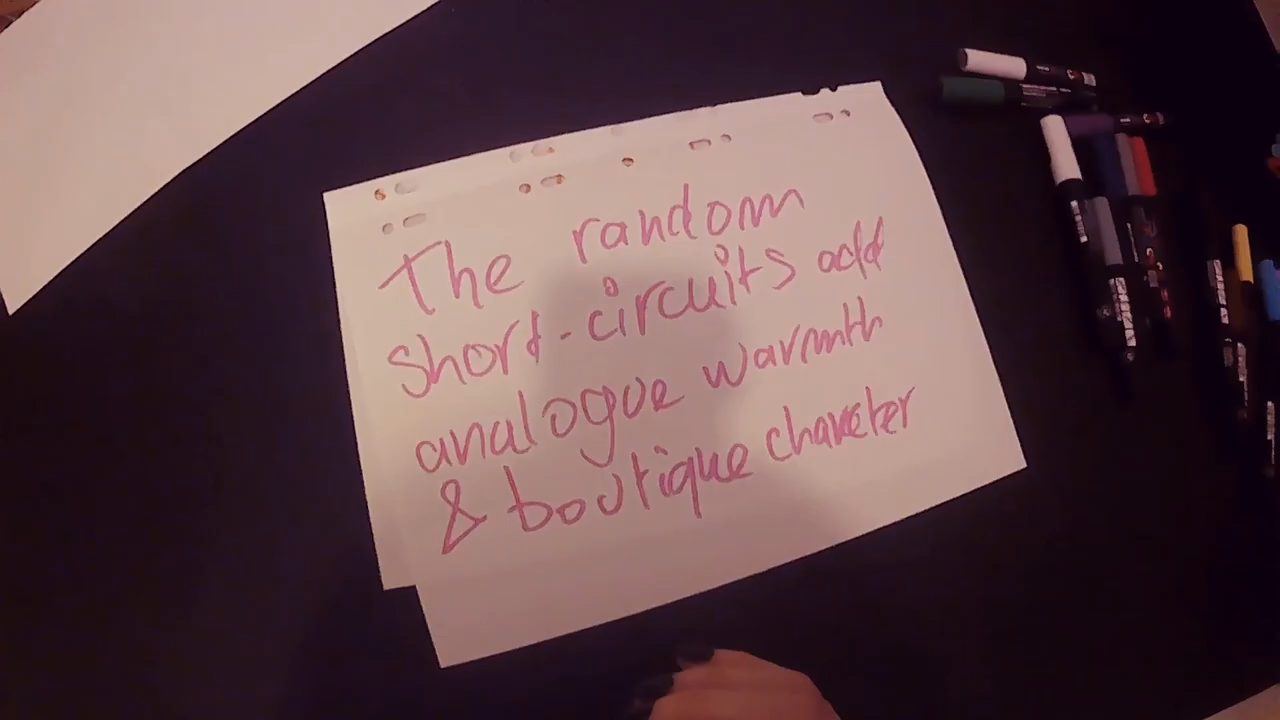 The random
short-circuits add
analogue warmth
& boutique character